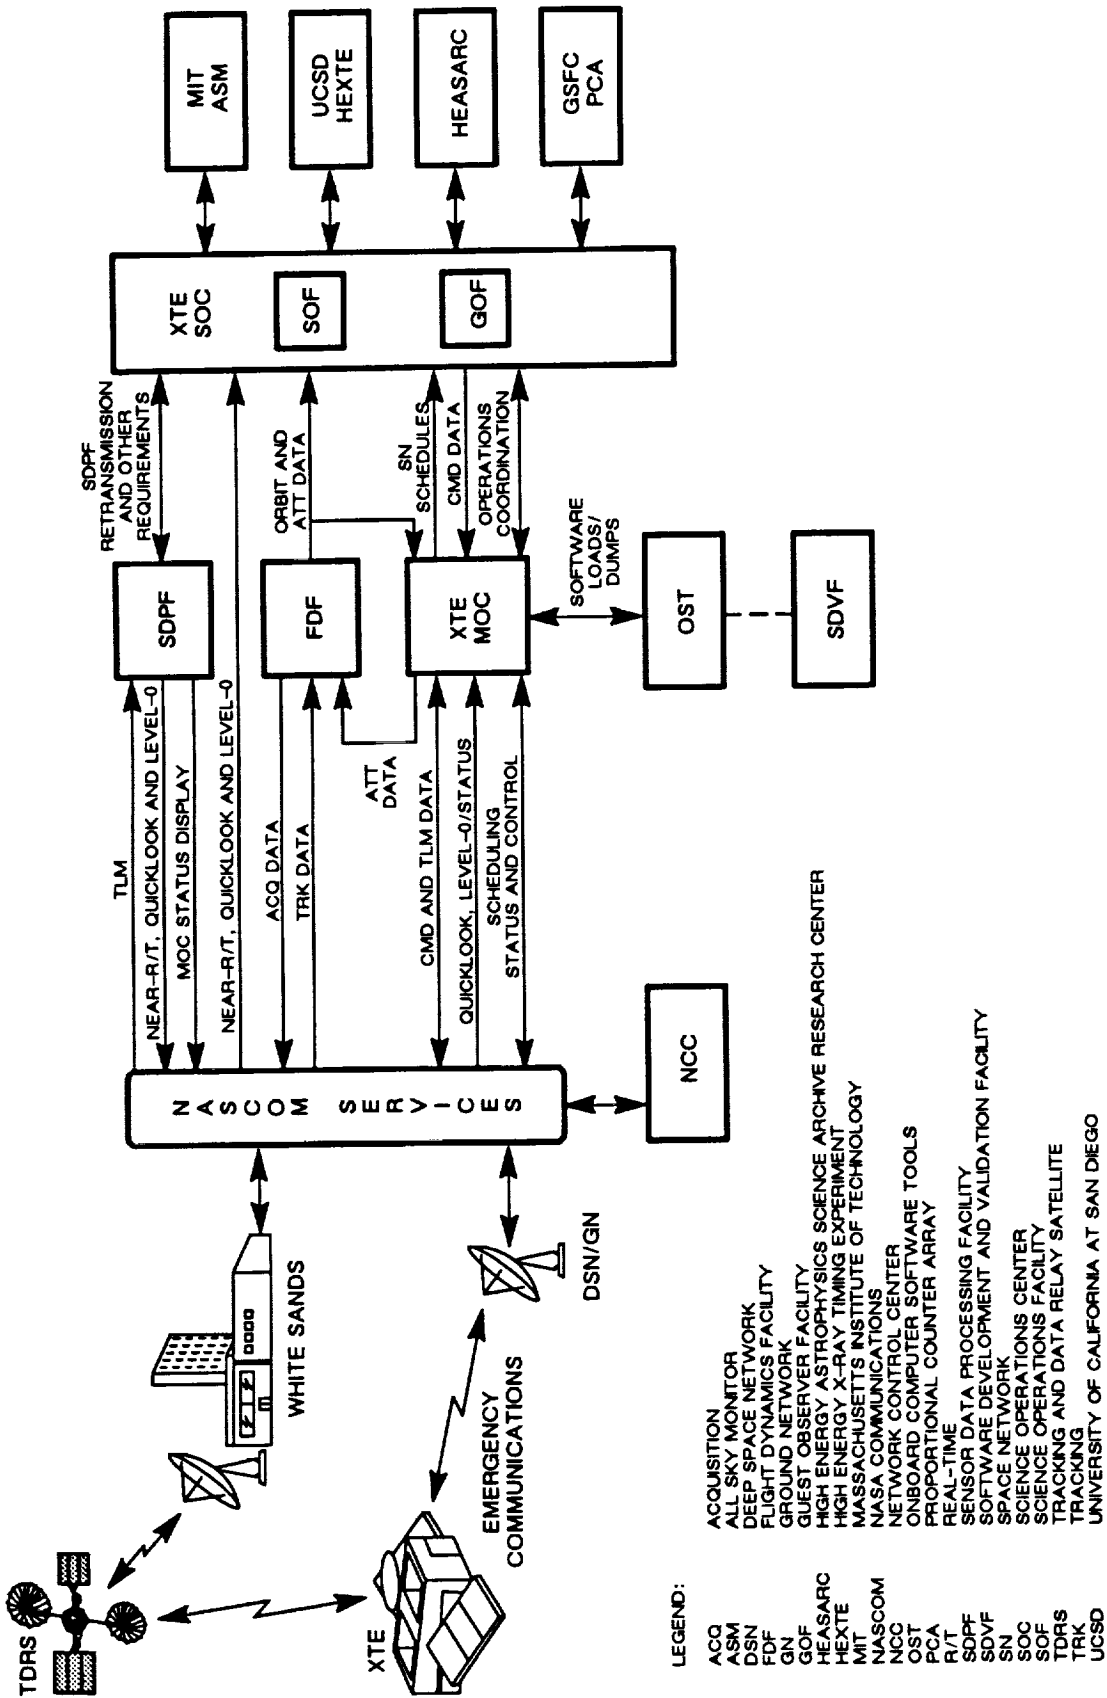 TDRS
XTE
WHITE SANDS
EMERGENCY
COMMUNICATIONS
DSN/GN
NASCOM SERVICES
NCC
TLM
NEAR-R/T, QUICKLOOK AND LEVEL-0
MOC STATUS DISPLAY
NEAR-R/T, QUICKLOOK AND LEVEL-0
ACQ DATA
TRK DATA
ATT
DATA
CMD AND TLM DATA
QUICKLOOK, LEVEL-0/STATUS
SCHEDULING
STATUS AND CONTROL
SDPF
FDF
XTE
MOC
OST
SDVF
SOFTWARE
LOADS/
DUMPS
SDPF
RETRANSMISSION
AND OTHER
REQUIREMENTS
ORBIT AND
ATT DATA
SN
SCHEDULES
CMD DATA
OPERATIONS
COORDINATION
XTE
SOC
SOF
GOF
MIT
ASM
UCSD
HEXTE
HEASARC
GSFC
PCA
LEGEND:
ACQ ACQUISITION
ASM ALL SKY MONITOR
DSN DEEP SPACE NETWORK
FDF FLIGHT DYNAMICS FACILITY
GN GROUND NETWORK
GOF GUEST OBSERVER FACILITY
HEASARC HIGH ENERGY ASTROPHYSICS SCIENCE ARCHIVE RESEARCH CENTER
HEXTE HIGH ENERGY X-RAY TIMING EXPERIMENT
MIT MASSACHUSETTS INSTITUTE OF TECHNOLOGY
NASCOM NASA COMMUNICATIONS
NCC NETWORK CONTROL CENTER
OST ONBOARD COMPUTER SOFTWARE TOOLS
PCA PROPORTIONAL COUNTER ARRAY
R/T REAL-TIME
SDPF SENSOR DATA PROCESSING FACILITY
SDVF SOFTWARE DEVELOPMENT AND VALIDATION FACILITY
SN SPACE NETWORK
SOC SCIENCE OPERATIONS CENTER
SOF SCIENCE OPERATIONS FACILITY
TDRS TRACKING AND DATA RELAY SATELLITE
TRK TRACKING
UCSD UNIVERSITY OF CALIFORNIA AT SAN DIEGO